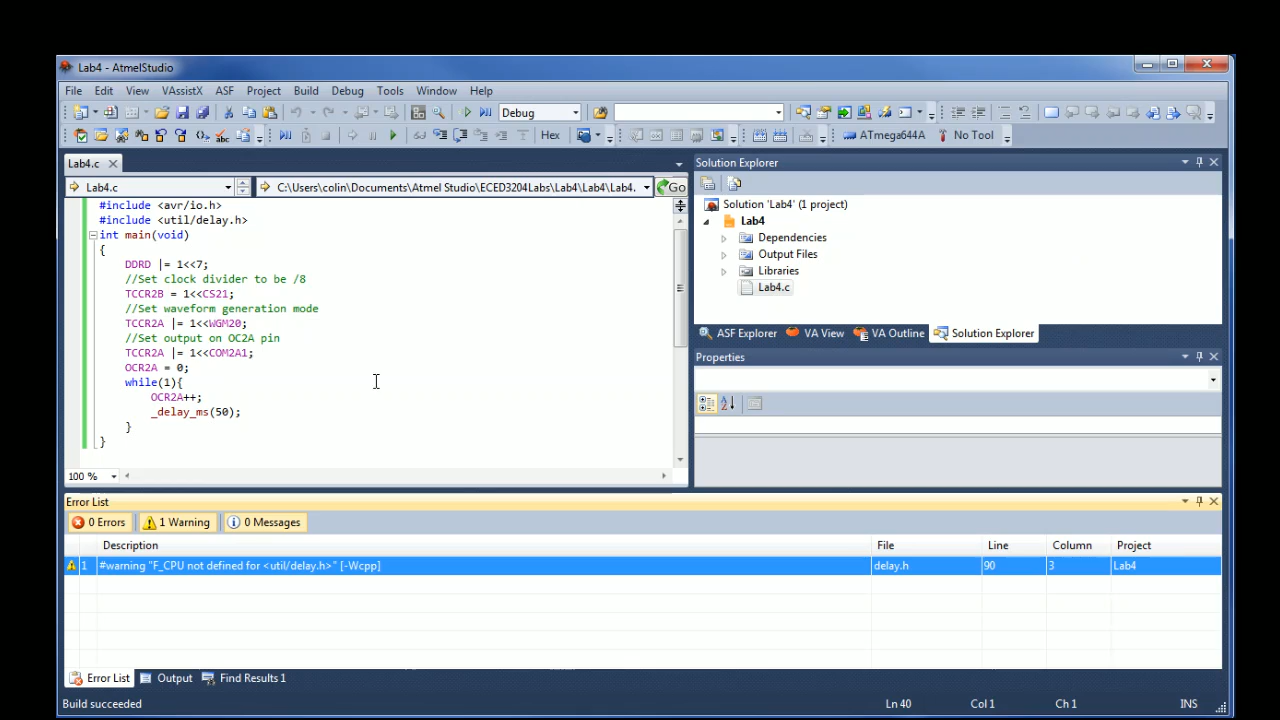 Lab4 - AtmelStudio
File Edit View VAssistX ASF Project Build Debug Tools Window Help
Debug
Hex ATmega644A No Tool
Lab4.c
Lab4.c C:\Users\colin\Documents\Atmel Studio\ECED3204Labs\Lab4\Lab4\Lab4. Go
#include <avr/io.h>
#include <util/delay.h>
int main(void)
{
DDRD |= 1<<7;
//Set clock divider to be /8
TCCR2B = 1<<CS21;
//Set waveform generation mode
TCCR2A |= 1<<WGM20;
//Set output on OC2A pin
TCCR2A |= 1<<COM2A1;
OCR2A = 0;
while(1){
OCR2A++;
_delay_ms(50);
}
}
100 %
Solution Explorer
Solution 'Lab4' (1 project)
Lab4
Dependencies
Output Files
Libraries
Lab4.c
ASF Explorer VA View VA Outline Solution Explorer
Properties
Error List
0 Errors 1 Warning 0 Messages
Description File Line Column Project
1 #warning "F_CPU not defined for <util/delay.h>" [-Wcpp] delay.h 90 3 Lab4
Error List Output Find Results 1
Build succeeded Ln 40 Col 1 Ch 1 INS